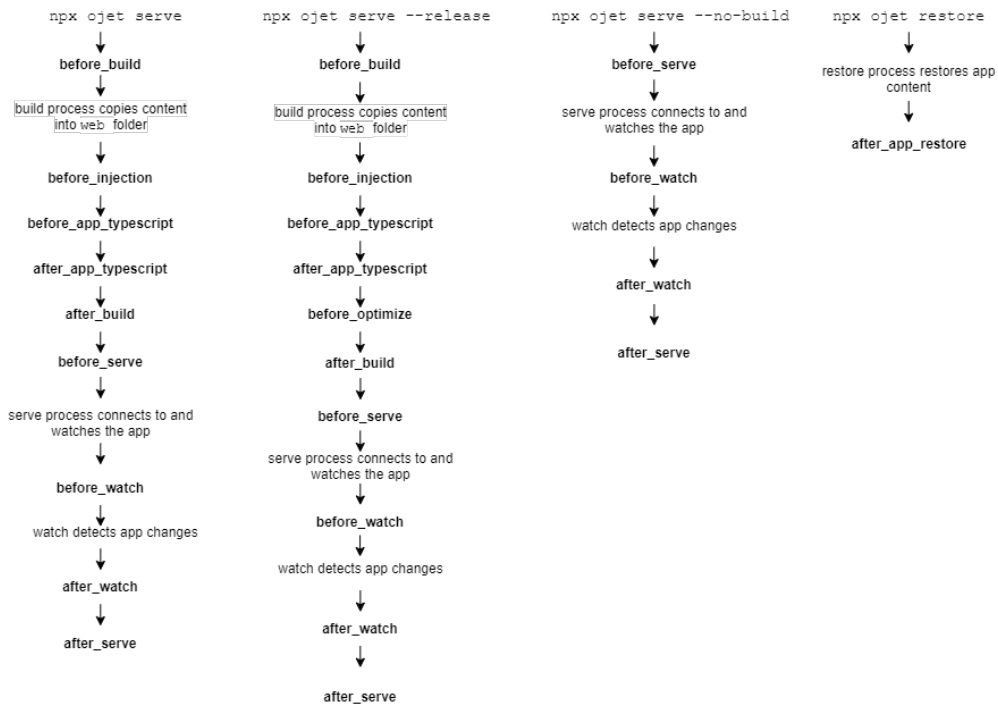 npx ojet serve
before_build
build process copies content
into web folder
before_injection
before_app_typescript
after_app_typescript
after_build
before_serve
serve process connects to and
watches the app
before_watch
watch detects app changes
after_watch
after_serve
npx ojet serve --release
before_build
build process copies content
into web folder
before_injection
before_app_typescript
after_app_typescript
before_optimize
after_build
before_serve
serve process connects to and
watches the app
before_watch
watch detects app changes
after_watch
after_serve
npx ojet serve --no-build
before_serve
serve process connects to and
watches the app
before_watch
watch detects app changes
after_watch
after_serve
npx ojet restore
restore process restores app
content
after_app_restore